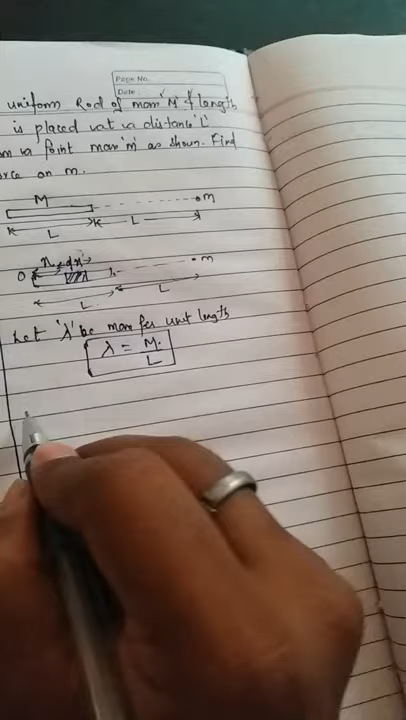 Page No.
Date
uniform Rod of mass 'M' & length
is placed at a distance 'L'
a point mass 'm' as shown. Find
on m.
M
m
L
L
O
x
dx
m
L
L
Let 'λ' be mass per unit length
λ = M/L